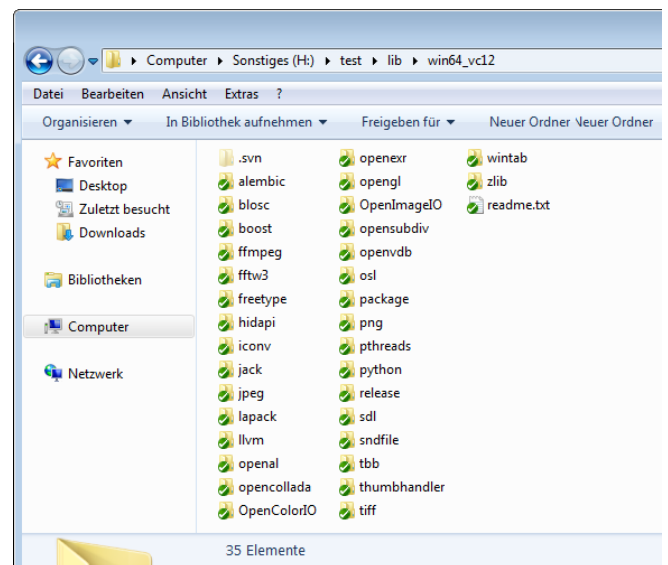 Computer Sonstiges (H:) test lib win64_vc12
Datei Bearbeiten Ansicht Extras ?
Organisieren In Bibliothek aufnehmen Freigeben für Neuer Ordner Neuer Ordner
Favoriten
Desktop
Zuletzt besucht
Downloads
Bibliotheken
Computer
Netzwerk
.svn
alembic
blosc
boost
ffmpeg
fftw3
freetype
hidapi
iconv
jack
jpeg
lapack
llvm
openal
opencollada
OpenColorIO
openexr
opengl
OpenImageIO
opensubdiv
openvdb
osl
package
png
pthreads
python
release
sdl
sndfile
tbb
thumbhandler
tiff
wintab
zlib
readme.txt
35 Elemente